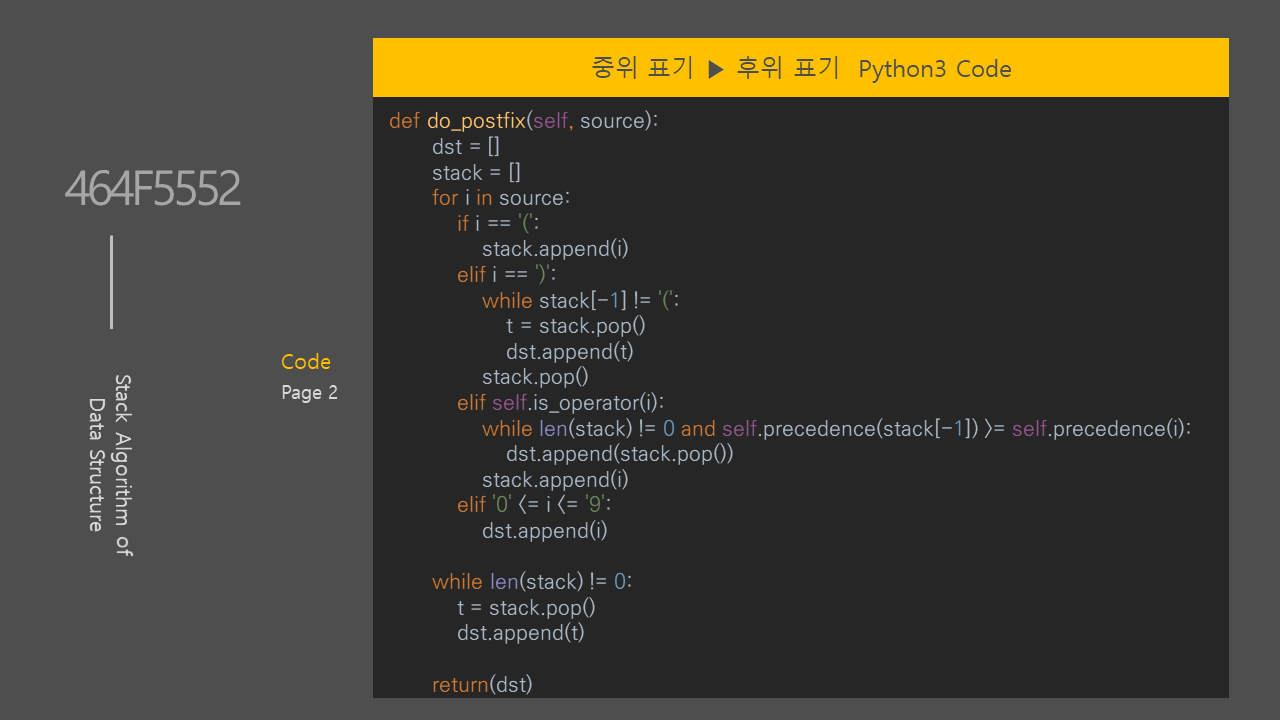 464F5552
Stack Algorithm of
Data Structure
Code
Page 2
중위 표기 ▶ 후위 표기 Python3 Code
def do_postfix(self, source):
dst = []
stack = []
for i in source:
if i == '(':
stack.append(i)
elif i == ')':
while stack[-1] != '(':
t = stack.pop()
dst.append(t)
stack.pop()
elif self.is_operator(i):
while len(stack) != 0 and self.precedence(stack[-1]) >= self.precedence(i):
dst.append(stack.pop())
stack.append(i)
elif '0' <= i <= '9':
dst.append(i)
while len(stack) != 0:
t = stack.pop()
dst.append(t)
return(dst)